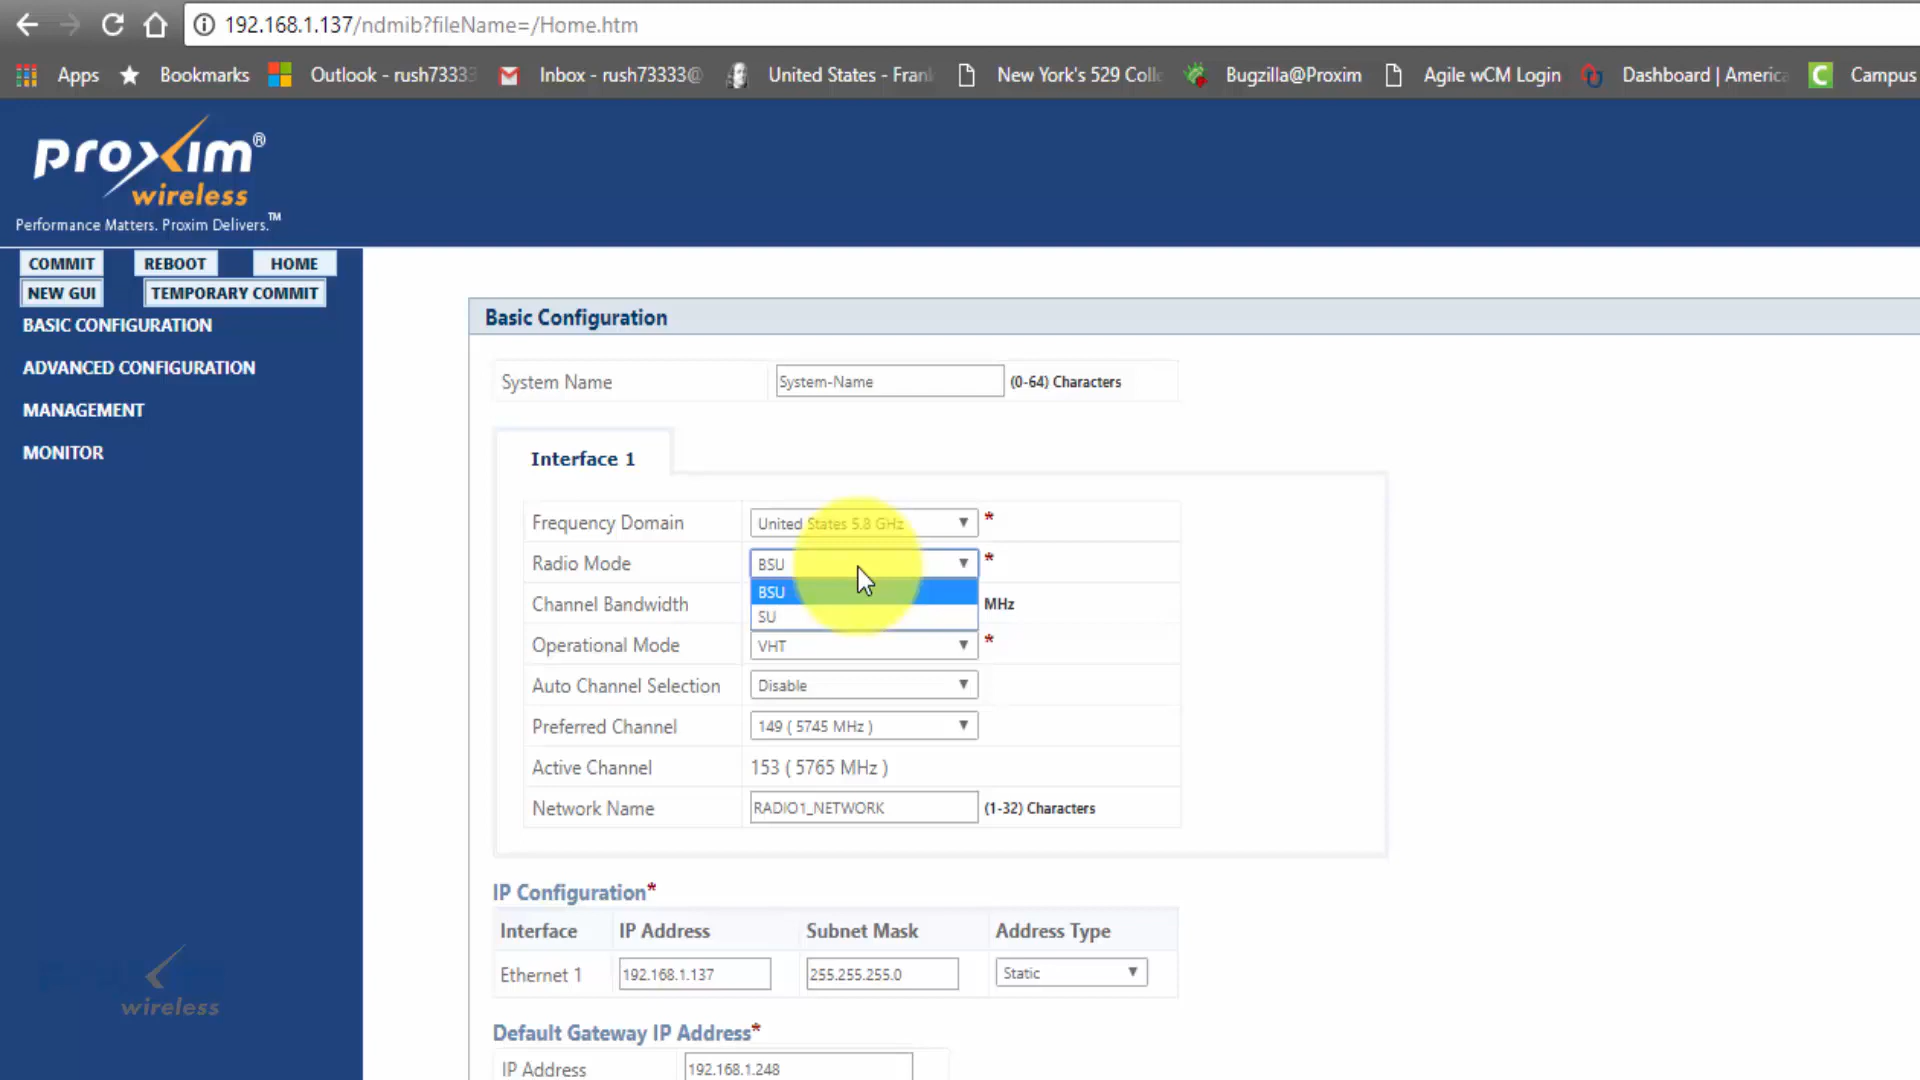 192.168.1.137/ndmib?fileName=/Home.htm
Apps Bookmarks Outlook - rush73333 Inbox - rush73333@ United States - Fran New York's 529 Colle Bugzilla@Proxim Agile wCM Login Dashboard | America Campus
proxim®
wireless
Performance Matters. Proxim Delivers.™
COMMIT REBOOT HOME
NEW GUI TEMPORARY COMMIT
BASIC CONFIGURATION
ADVANCED CONFIGURATION
MANAGEMENT
MONITOR
Basic Configuration
System Name System-Name (0-64) Characters
Interface 1
Frequency Domain United States 5.8 GHz *
Radio Mode BSU *
BSU
Channel Bandwidth MHz
SU
Operational Mode VHT *
Auto Channel Selection Disable
Preferred Channel 149 ( 5745 MHz )
Active Channel 153 ( 5765 MHz )
Network Name RADIO1_NETWORK (1-32) Characters
IP Configuration*
Interface IP Address Subnet Mask Address Type
Ethernet 1 192.168.1.137 255.255.255.0 Static
Default Gateway IP Address*
IP Address 192.168.1.248
wireless